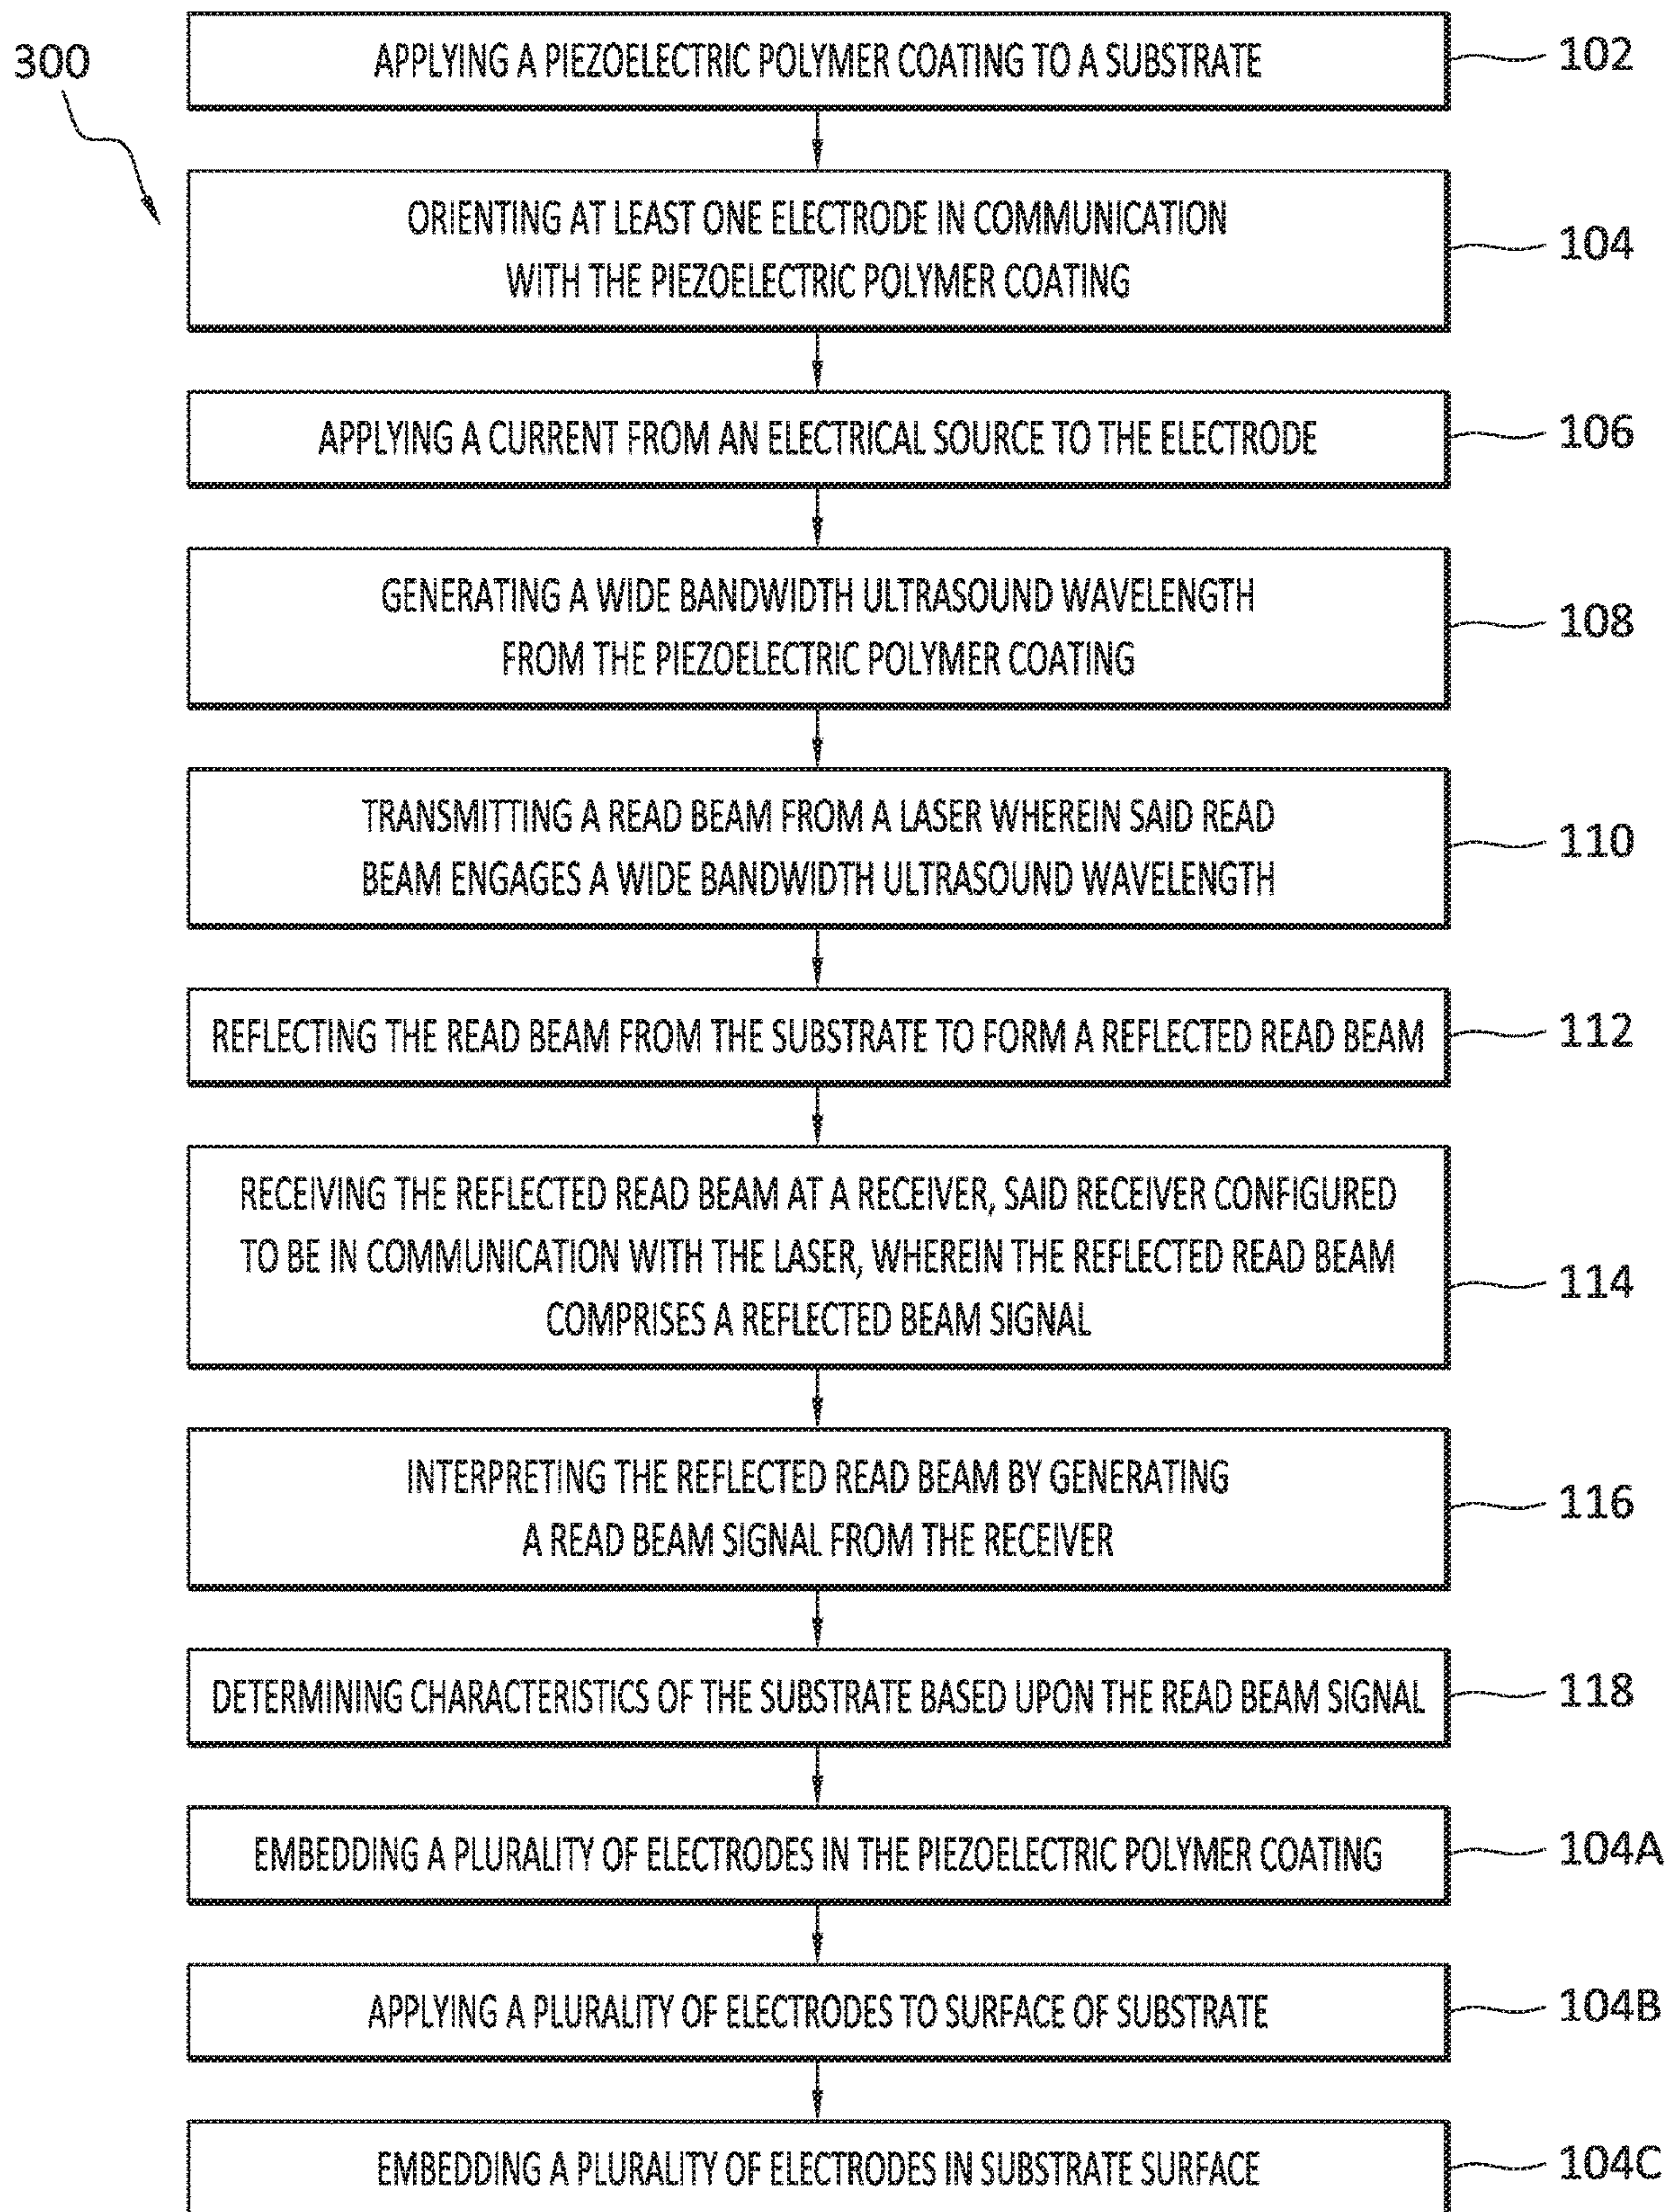 300
APPLYING A PIEZOELECTRIC POLYMER COATING TO A SUBSTRATE
102
ORIENTING AT LEAST ONE ELECTRODE IN COMMUNICATION
WITH THE PIEZOELECTRIC POLYMER COATING
104
APPLYING A CURRENT FROM AN ELECTRICAL SOURCE TO THE ELECTRODE
106
GENERATING A WIDE BANDWIDTH ULTRASOUND WAVELENGTH
FROM THE PIEZOELECTRIC POLYMER COATING
108
TRANSMITTING A READ BEAM FROM A LASER WHEREIN SAID READ
BEAM ENGAGES A WIDE BANDWIDTH ULTRASOUND WAVELENGTH
110
REFLECTING THE READ BEAM FROM THE SUBSTRATE TO FORM A REFLECTED READ BEAM
112
RECEIVING THE REFLECTED READ BEAM AT A RECEIVER, SAID RECEIVER CONFIGURED
TO BE IN COMMUNICATION WITH THE LASER, WHEREIN THE REFLECTED READ BEAM
COMPRISES A REFLECTED BEAM SIGNAL
114
INTERPRETING THE REFLECTED READ BEAM BY GENERATING
A READ BEAM SIGNAL FROM THE RECEIVER
116
DETERMINING CHARACTERISTICS OF THE SUBSTRATE BASED UPON THE READ BEAM SIGNAL
118
EMBEDDING A PLURALITY OF ELECTRODES IN THE PIEZOELECTRIC POLYMER COATING
104A
APPLYING A PLURALITY OF ELECTRODES TO SURFACE OF SUBSTRATE
104B
EMBEDDING A PLURALITY OF ELECTRODES IN SUBSTRATE SURFACE
104C